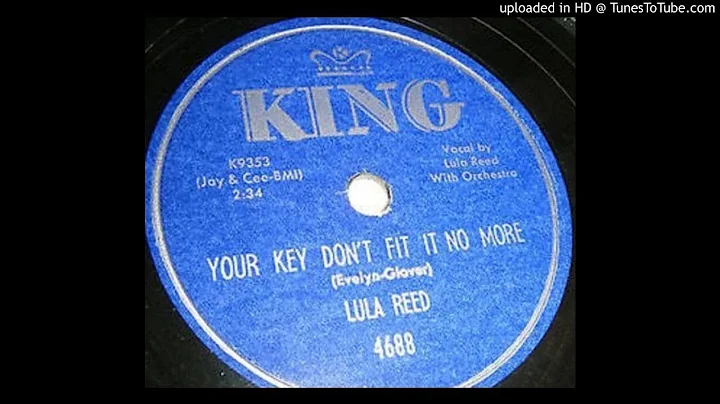 uploaded in HD @ TunesToTube.com
KING
K9353
(Jay & Cee-BMI)
2:34
Vocal by
Lula Reed
With Orchestra
YOUR KEY DON'T FIT IT NO MORE
(Evelyn-Glover)
LULA REED
4688